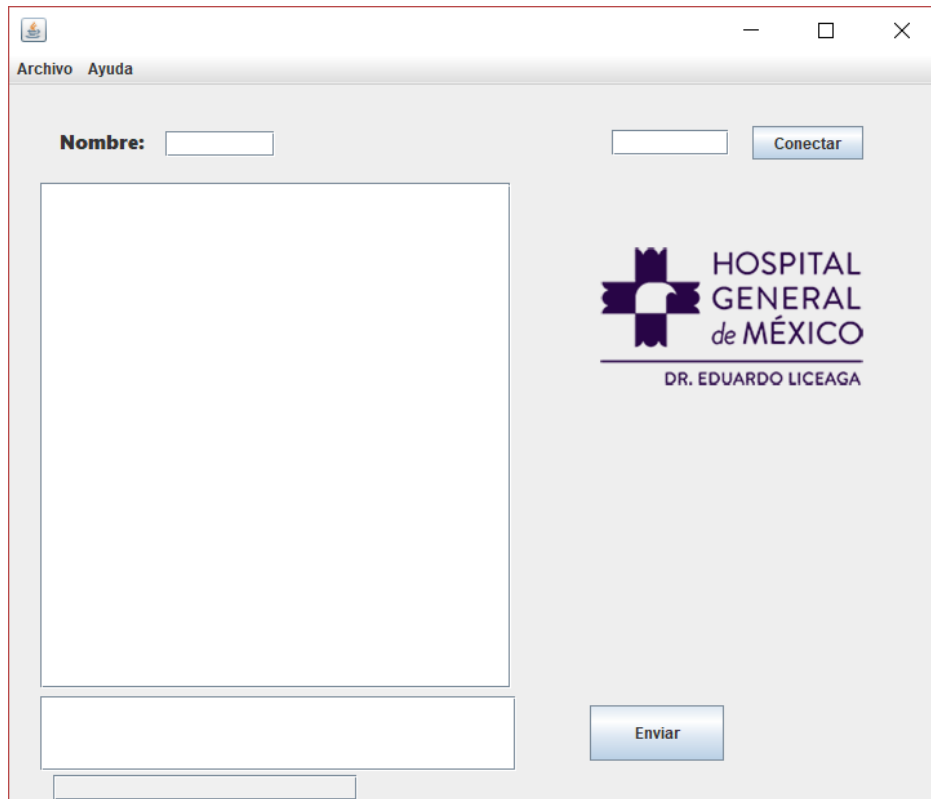 Archivo Ayuda
Nombre:
Conectar
HOSPITAL
GENERAL
de MÉXICO
DR. EDUARDO LICEAGA
Enviar